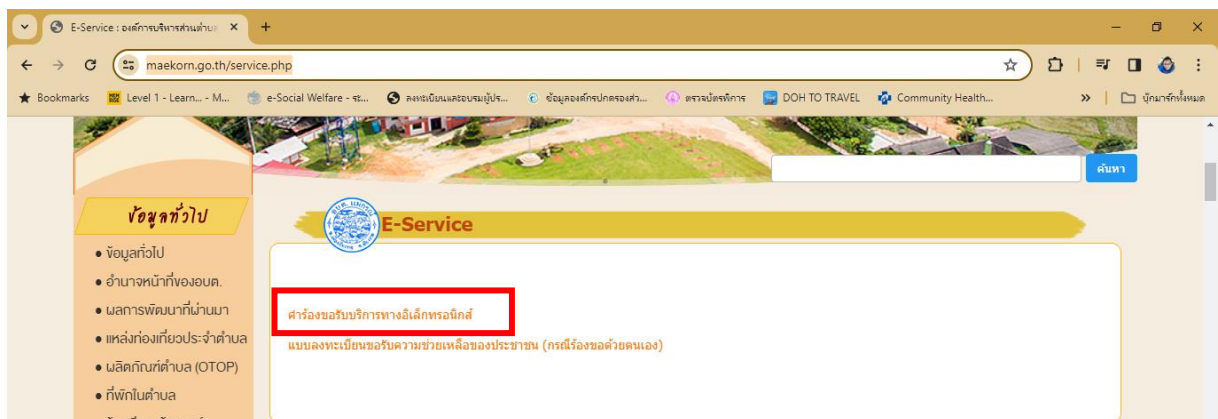 E-Service : องค์การบริหารส่วนตำบล
maekorn.go.th/service.php
Bookmarks
Level 1 - Learn... - M...
e-Social Welfare - ระ...
ลงทะเบียนและอบรมผู้ปร...
ข้อมูลองค์กรปกครองส่ว...
ตรวจบัตรพิการ
DOH TO TRAVEL
Community Health...
»
บุ๊กมาร์กทั้งหมด
ค้นหา
ข้อมูลทั่วไป
E-Service
• ข้อมูลทั่วไป
• อำนาจหน้าที่ของอบต.
• ผลการพัฒนาที่ผ่านมา
• แหล่งท่องเที่ยวประจำตำบล
• ผลิตภัณฑ์ตำบล (OTOP)
• ที่พักในตำบล
คำร้องขอรับบริการทางอิเล็กทรอนิกส์
แบบลงทะเบียนขอรับความช่วยเหลือของประชาชน (กรณีร้องขอด้วยตนเอง)